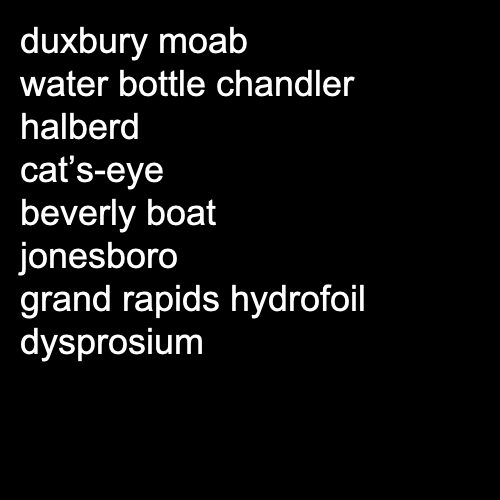 duxbury moab
water bottle chandler
halberd
cat’s-eye
beverly boat
jonesboro
grand rapids hydrofoil
dysprosium